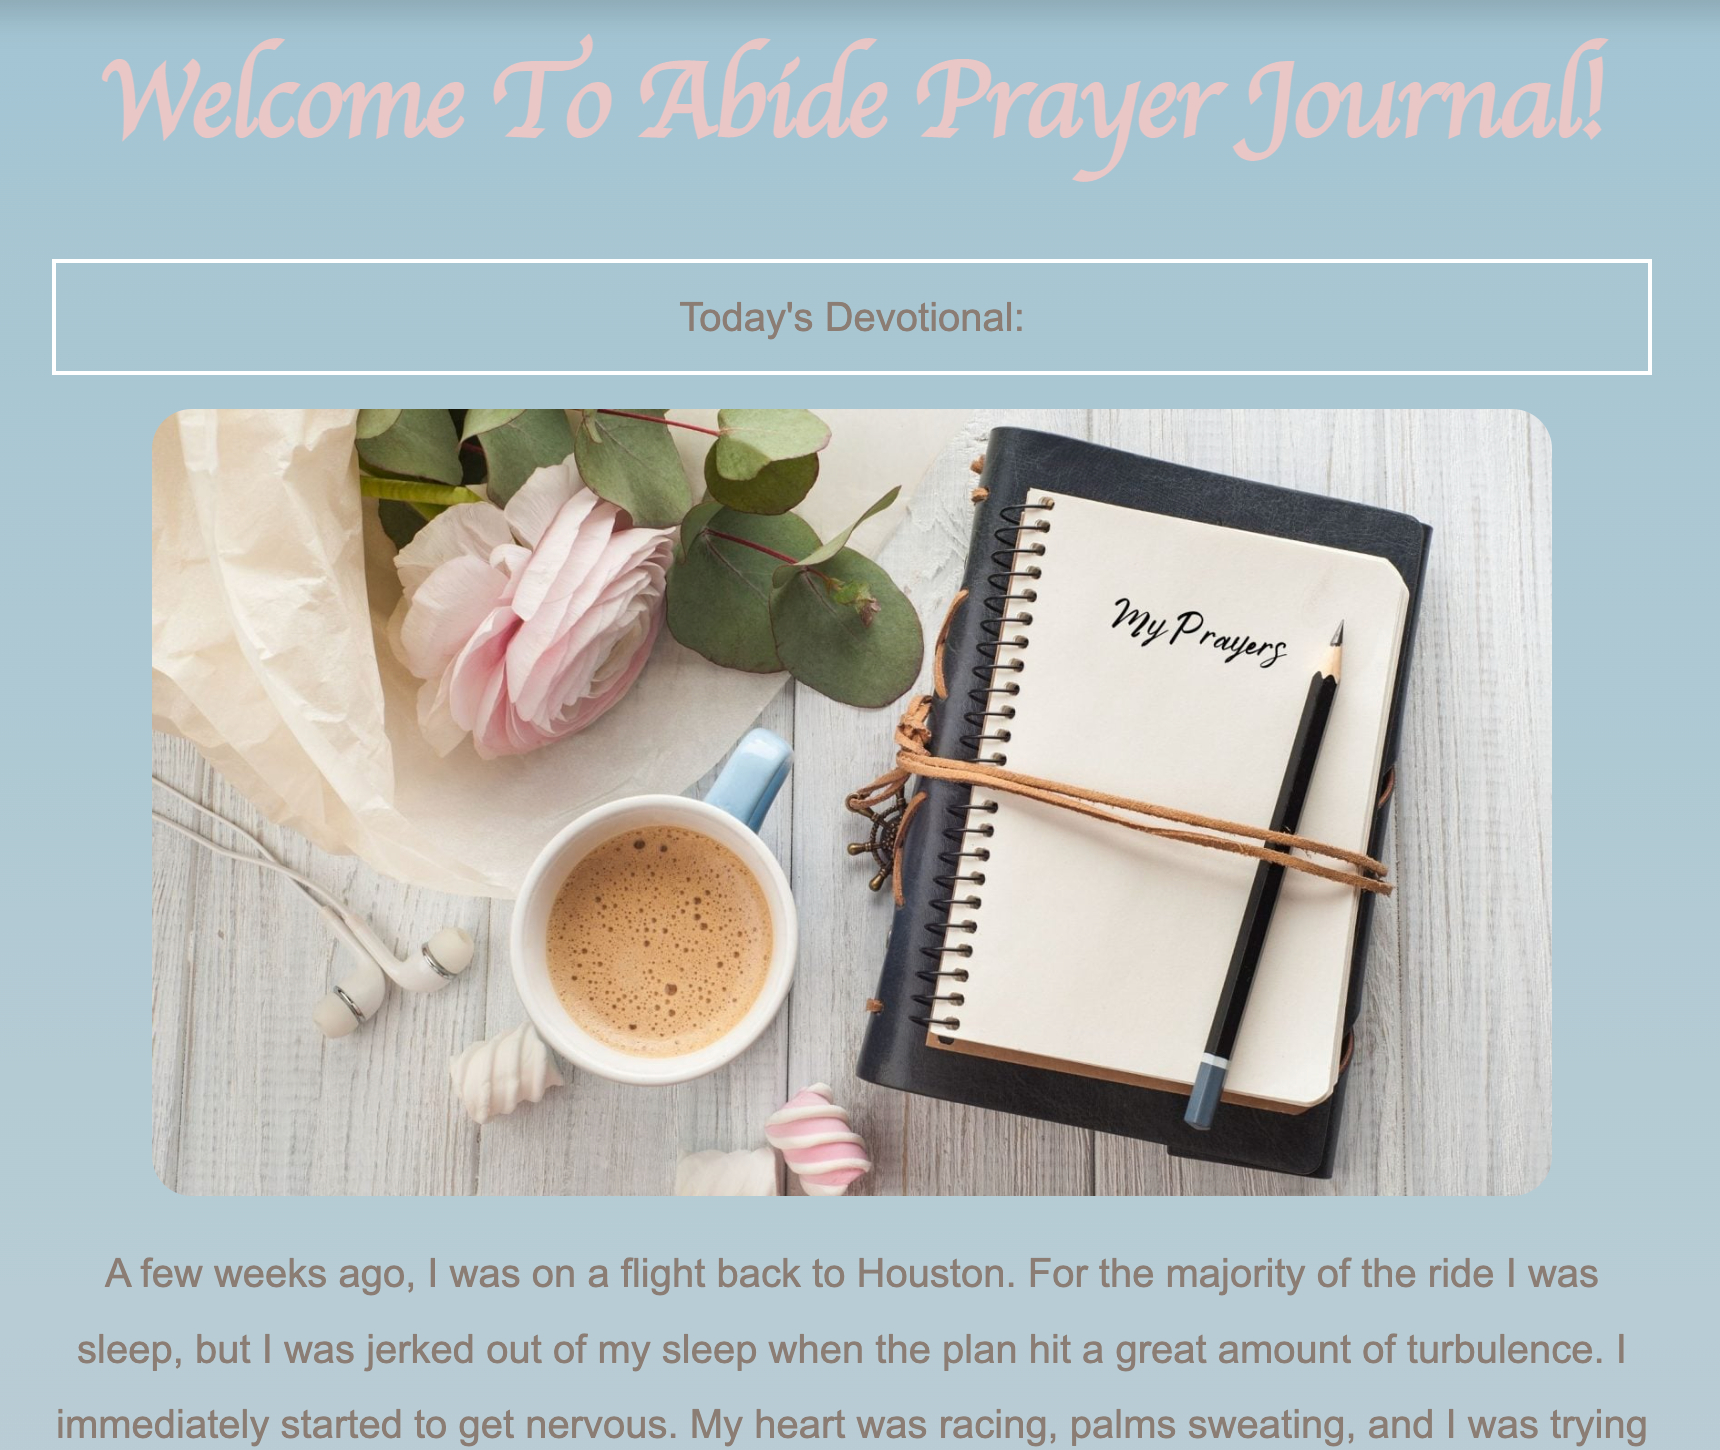 Welcome To Abide Prayer Journal!
Today's Devotional:
My Prayers
A few weeks ago, I was on a flight back to Houston. For the majority of the ride I was
sleep, but I was jerked out of my sleep when the plan hit a great amount of turbulence. I
immediately started to get nervous. My heart was racing, palms sweating, and I was trying